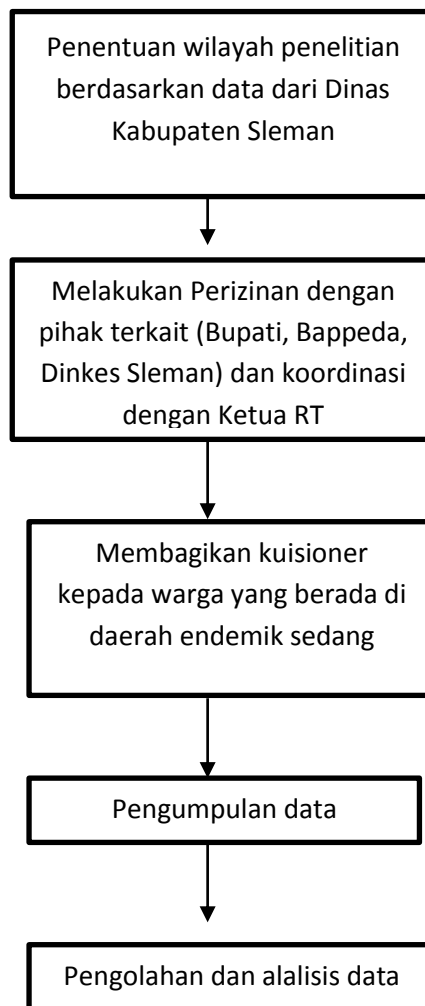 Penentuan wilayah penelitian
berdasarkan data dari Dinas
Kabupaten Sleman
Melakukan Perizinan dengan
pihak terkait (Bupati, Bappeda,
Dinkes Sleman) dan koordinasi
dengan Ketua RT
Membagikan kuisioner
kepada warga yang berada di
daerah endemik sedang
Pengumpulan data
Pengolahan dan alalisis data